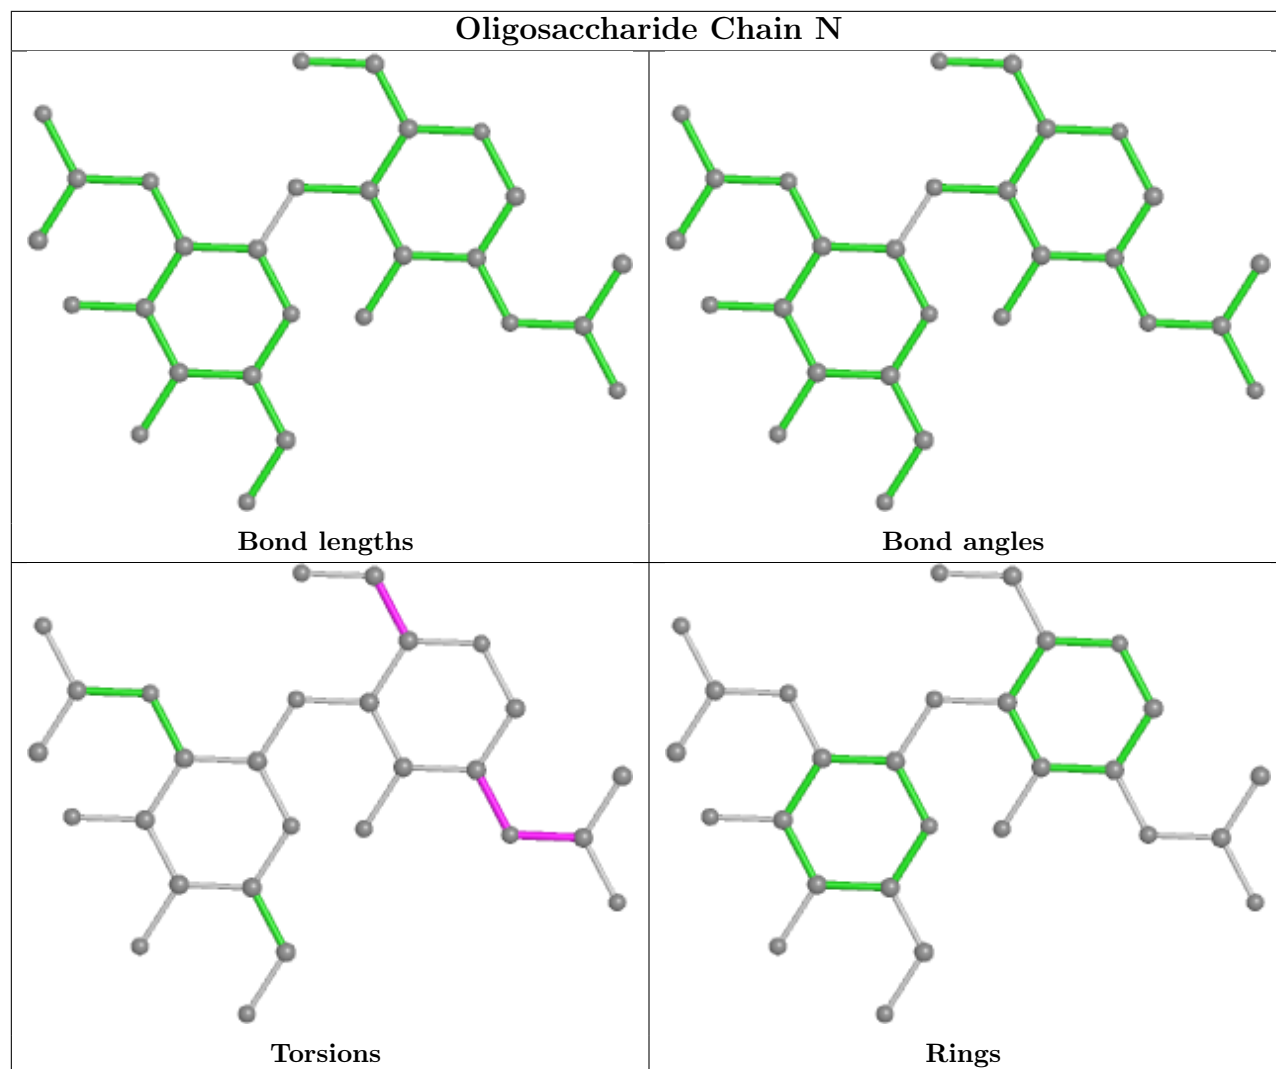 Oligosaccharide Chain N
Bond lengths
Bond angles
Torsions
Rings